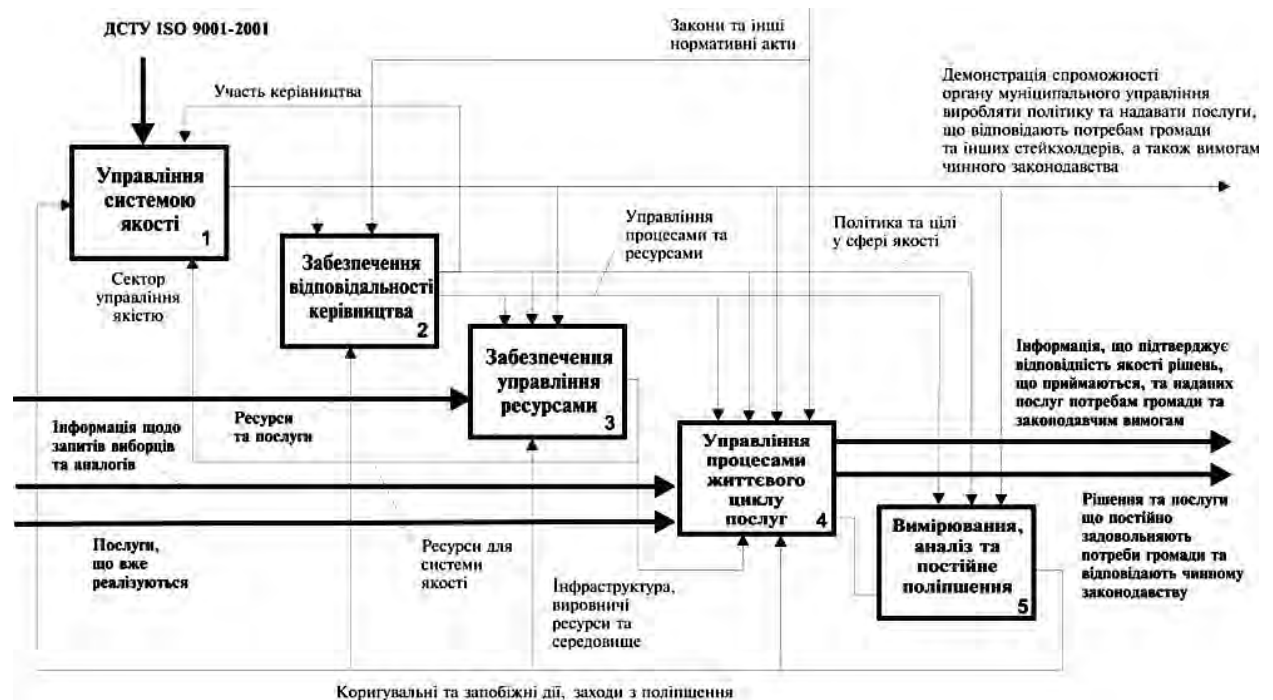 ДСТУ ISO 9001-2001
Закони та інші
нормативні акти
Участь керівництва
Демонстрація спроможності
органу муніципального управління
виробляти політику та надавати послуги,
що відповідають потребам громади
та інших стейкхолдерів, а також вимогам
чинного законодавства
Управління
системою
якості
1
Управління
процесами та
ресурсами
Політика та цілі
у сфері якості
Забезпечення
відповідальності
керівництва
2
Сектор
управління
якістю
Забезпечення
управління
ресурсами
3
Інформація, що підтверджує
відповідність якості рішень,
що приймаються, та наданих
послуг потребам громади та
законодавчим вимогам
Ресурси
та послуги
Інформація щодо
запитів виборців
та аналогів
Управління
процесами
життєвого
циклу
послуг
4
Рішення та послуги
що постійно
задовольняють
потреби громади та
відповідають чинному
законодавству
Вимірювання,
аналіз та
постійне
поліпшення
5
Послуги,
що вже
реалізуються
Ресурси для
системи
якості
Інфраструктура,
вировничі
ресурси та
середовище
Коригувальні та запобіжні дії, заходи з поліпшення